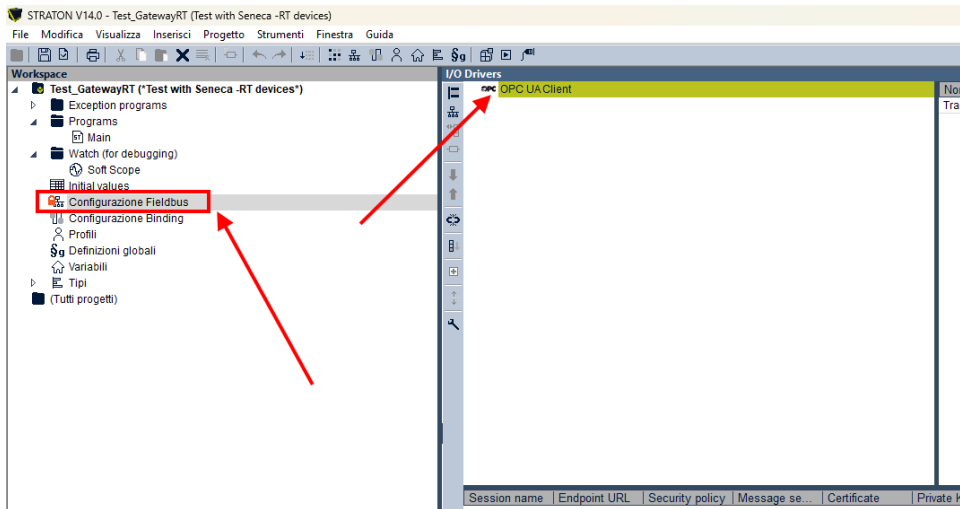 STRATON V14.0 - Test_GatewayRT (Test with Seneca -RT devices)
File Modifica Visualizza Inserisci Progetto Strumenti Finestra Guida
Workspace
Test_GatewayRT (*Test with Seneca -RT devices*)
Exception programs
Programs
ST Main
Watch (for debugging)
Soft Scope
Initial values
Configurazione Fieldbus
Configurazione Binding
Profili
Definizioni globali
Variabili
Tipi
(Tutti progetti)
I/O Drivers
OPC OPC UA Client
Session name Endpoint URL Security policy Message se... Certificate